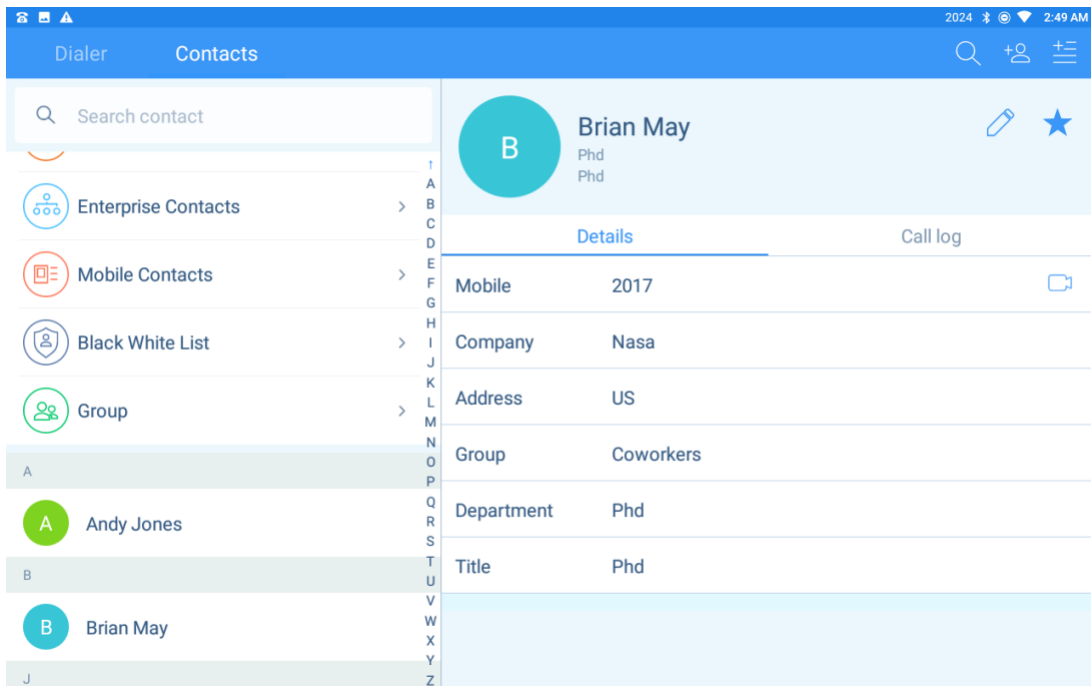 2024 2:49 AM
Dialer Contacts
Search contact
Enterprise Contacts
Mobile Contacts
Black White List
Group
A
A Andy Jones
B
B Brian May
J
↑
A
B
C
D
E
F
G
H
I
J
K
L
M
N
O
P
Q
R
S
T
U
V
W
X
Y
Z
B
Brian May
Phd
Phd
Details Call log
Mobile 2017
Company Nasa
Address US
Group Coworkers
Department Phd
Title Phd